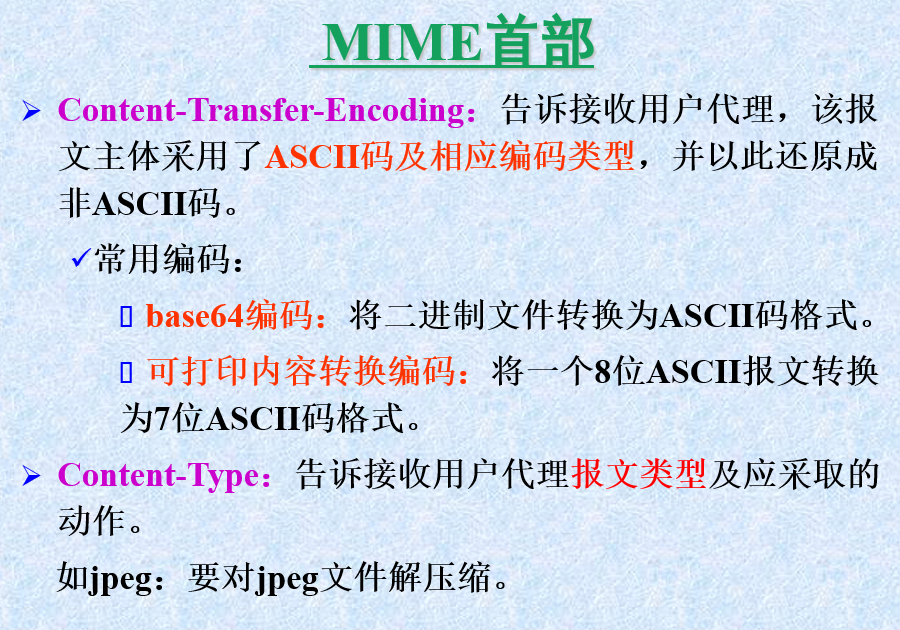 MIME首部
Content-Transfer-Encoding：告诉接收用户代理，该报
文主体采用了ASCII码及相应编码类型，并以此还原成
非ASCII码。
常用编码：
base64编码：将二进制文件转换为ASCII码格式。
可打印内容转换编码：将一个8位ASCII报文转换
为7位ASCII码格式。
Content-Type：告诉接收用户代理报文类型及应采取的
动作。
如jpeg：要对jpeg文件解压缩。